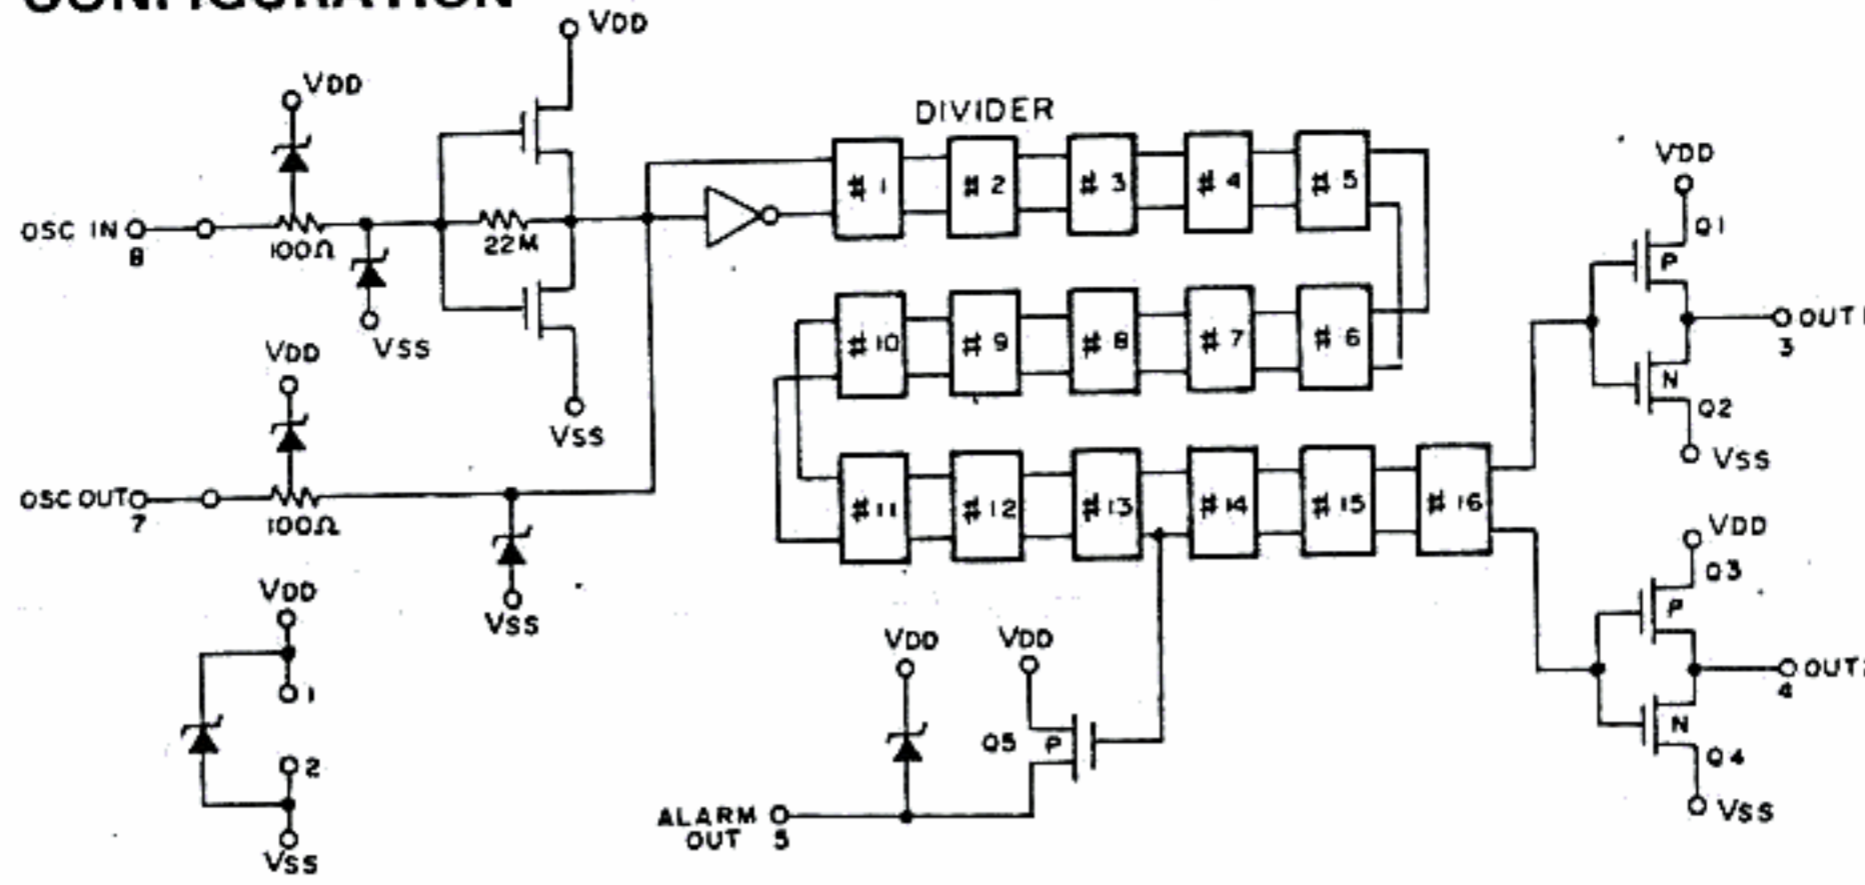 CONFIGURATION
VDD
VDD
DIVIDER
# 1
# 2
# 3
# 4
# 5
VDD
Q1
P
OSC IN
8
100Ω
22M
VSS
# 10
# 9
# 8
# 7
# 6
OUT 1
3
N
Q2
VSS
VDD
VSS
OSC OUT
7
100Ω
VSS
# 11
# 12
# 13
# 14
# 15
# 16
VDD
Q3
P
VDD
1
2
VSS
VDD
VDD
Q5
P
ALARM
OUT
5
OUT
4
N
Q4
VSS